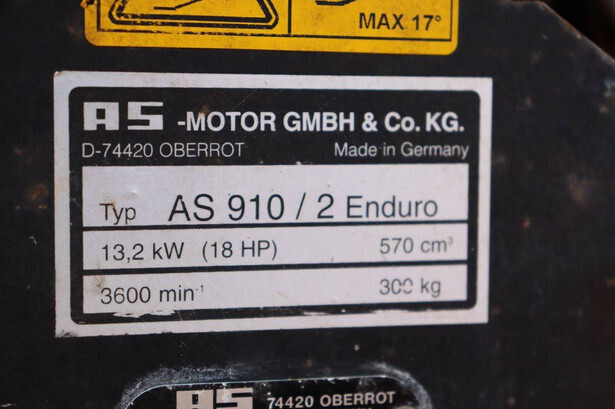 MAX 17°
AS -MOTOR GMBH & Co. KG.
D-74420 OBERROT Made in Germany
Typ AS 910 / 2 Enduro
13,2 kW (18 HP) 570 cm³
3600 min⁻¹ 300 kg
AS 74420 OBERROT